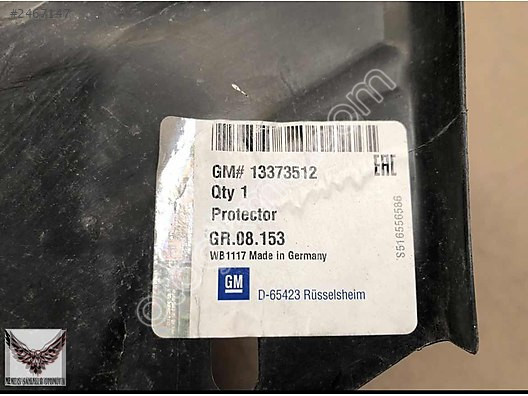 GM# 13373512
EAC
Qty 1
Protector
GR.08.153
WB1117 Made in Germany
GM
D-65423 Rüsselsheim
S516556586